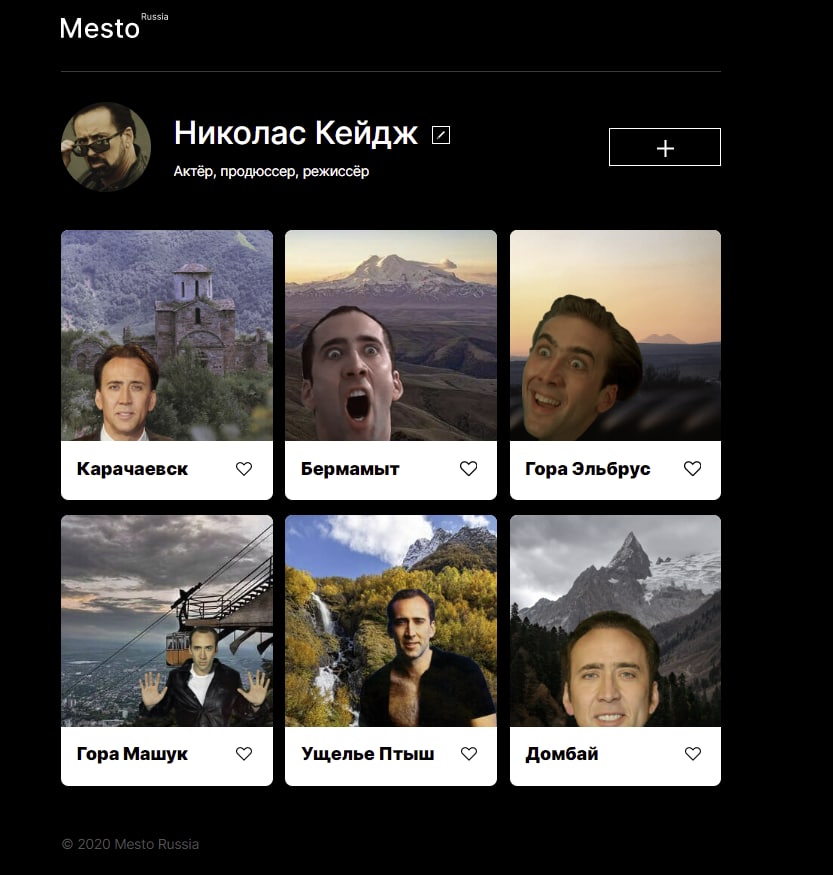 Mesto Russia
Николас Кейдж
Актёр, продюссер, режиссёр
Карачаевск
Бермамыт
Гора Эльбрус
Гора Машук
Ущелье Птыш
Домбай
© 2020 Mesto Russia